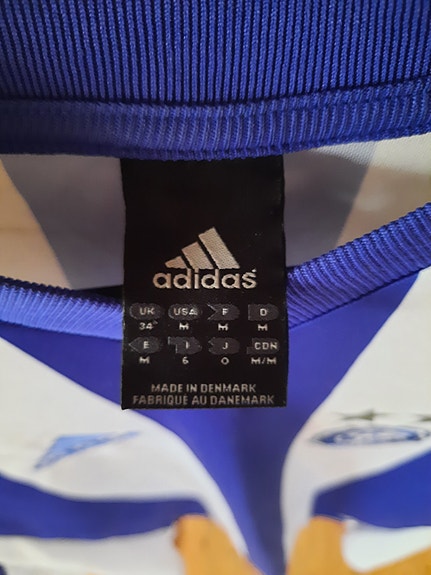 adidas
UK USA F D
34" M M M
E I J CDN
M 6 O M/M
MADE IN DENMARK
FABRIQUE AU DANEMARK